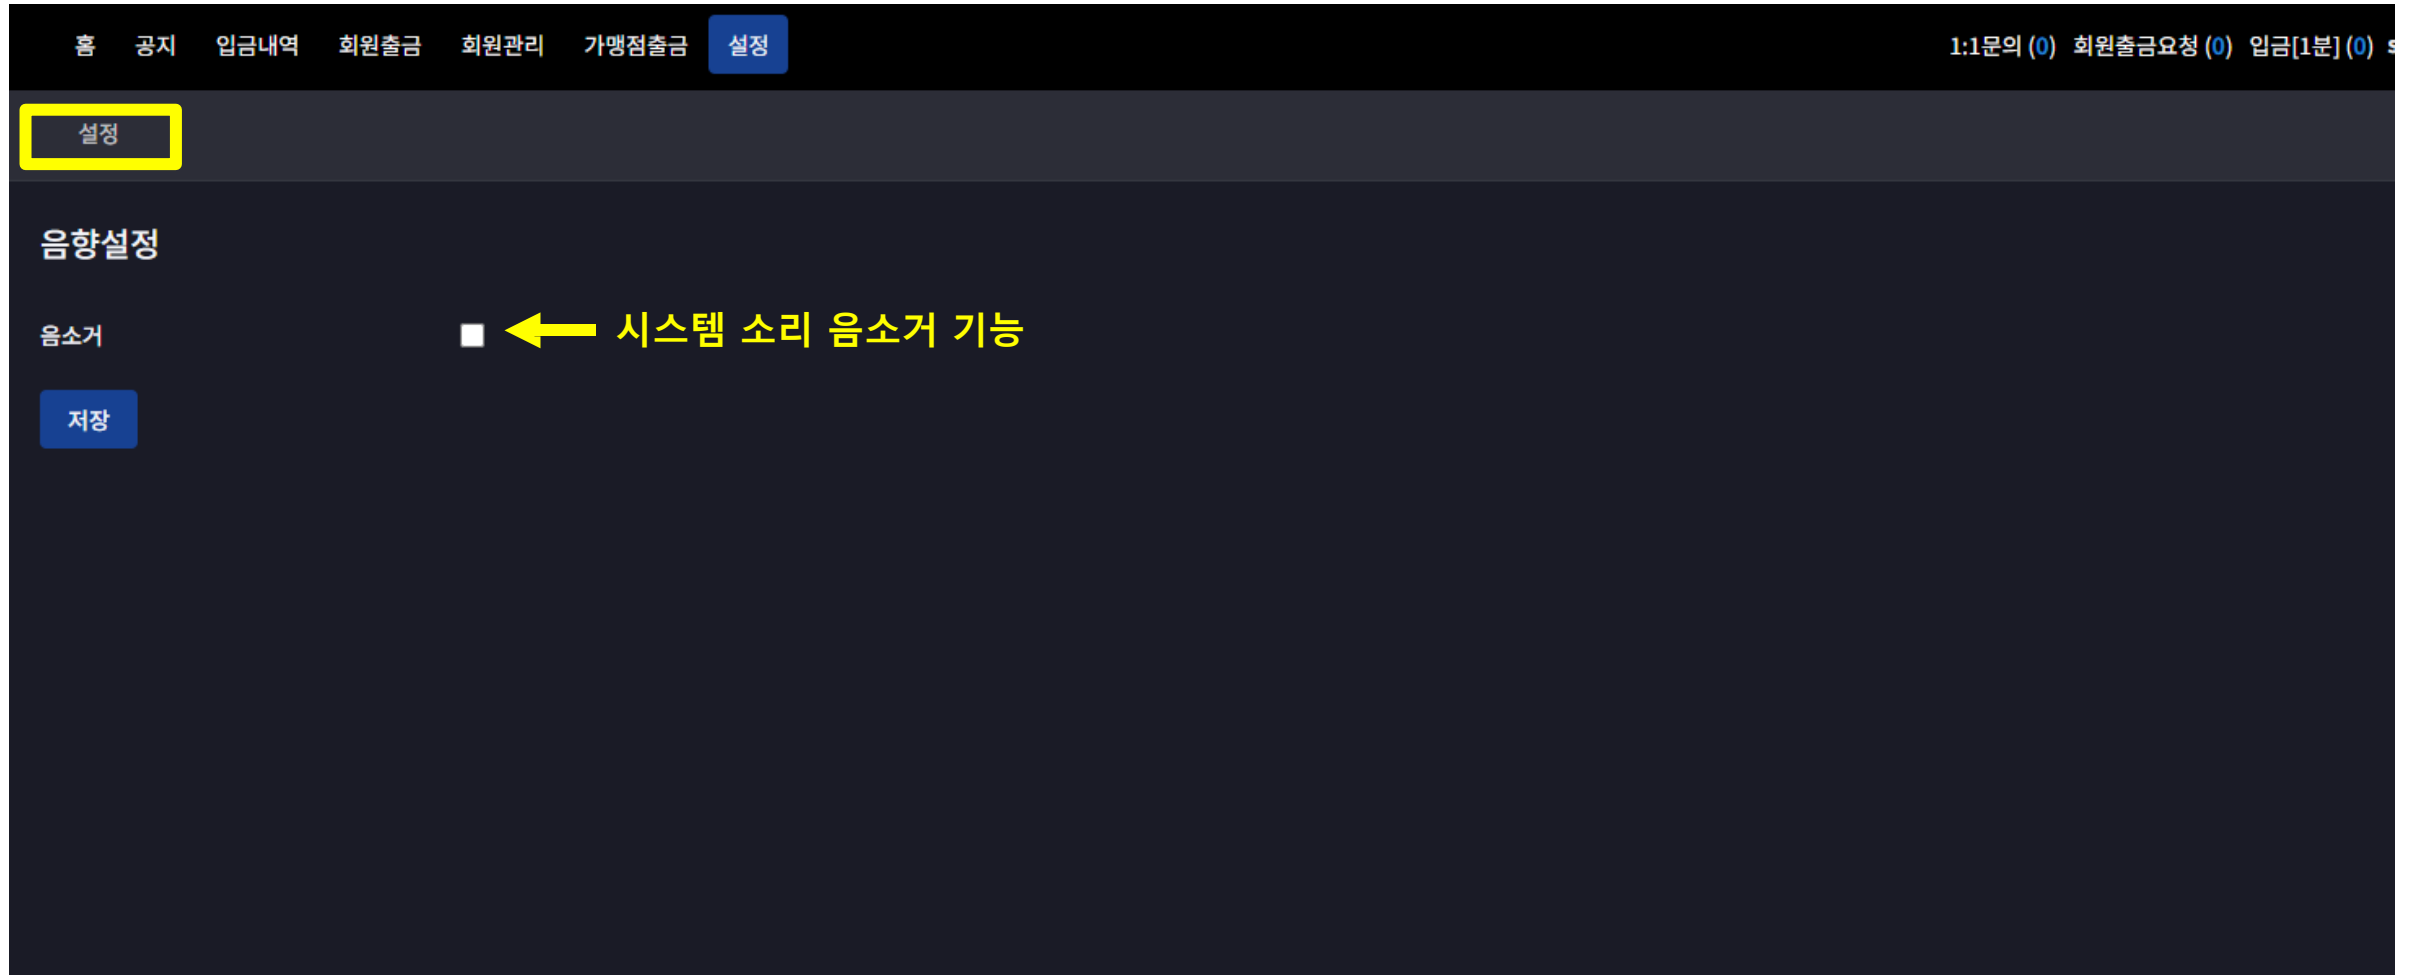 홈 공지 입금내역 회원출금 회원관리 가맹점출금 설정 1:1문의 (0) 회원출금요청 (0) 입금[1분] (0)
설정
음향설정
음소거 시스템 소리 음소거 기능
저장